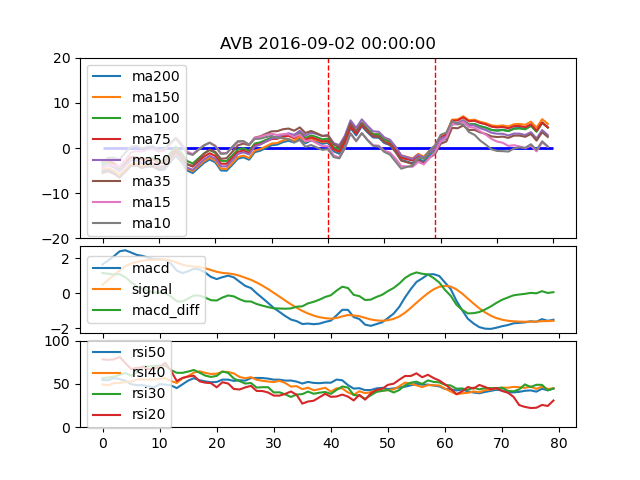 AVB 2016-09-02 00:00:00
20
10
0
−10
−20
ma200
ma150
ma100
ma75
ma50
ma35
ma15
ma10
2
0
−2
macd
signal
macd_diff
100
50
0
rsi50
rsi40
rsi30
rsi20
0 10 20 30 40 50 60 70 80